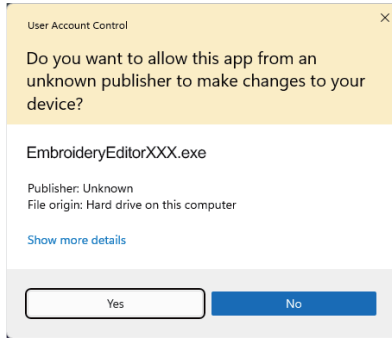 User Account Control
Do you want to allow this app from an
unknown publisher to make changes to your
device?
EmbroideryEditorXXX.exe
Publisher: Unknown
File origin: Hard drive on this computer
Show more details
Yes No